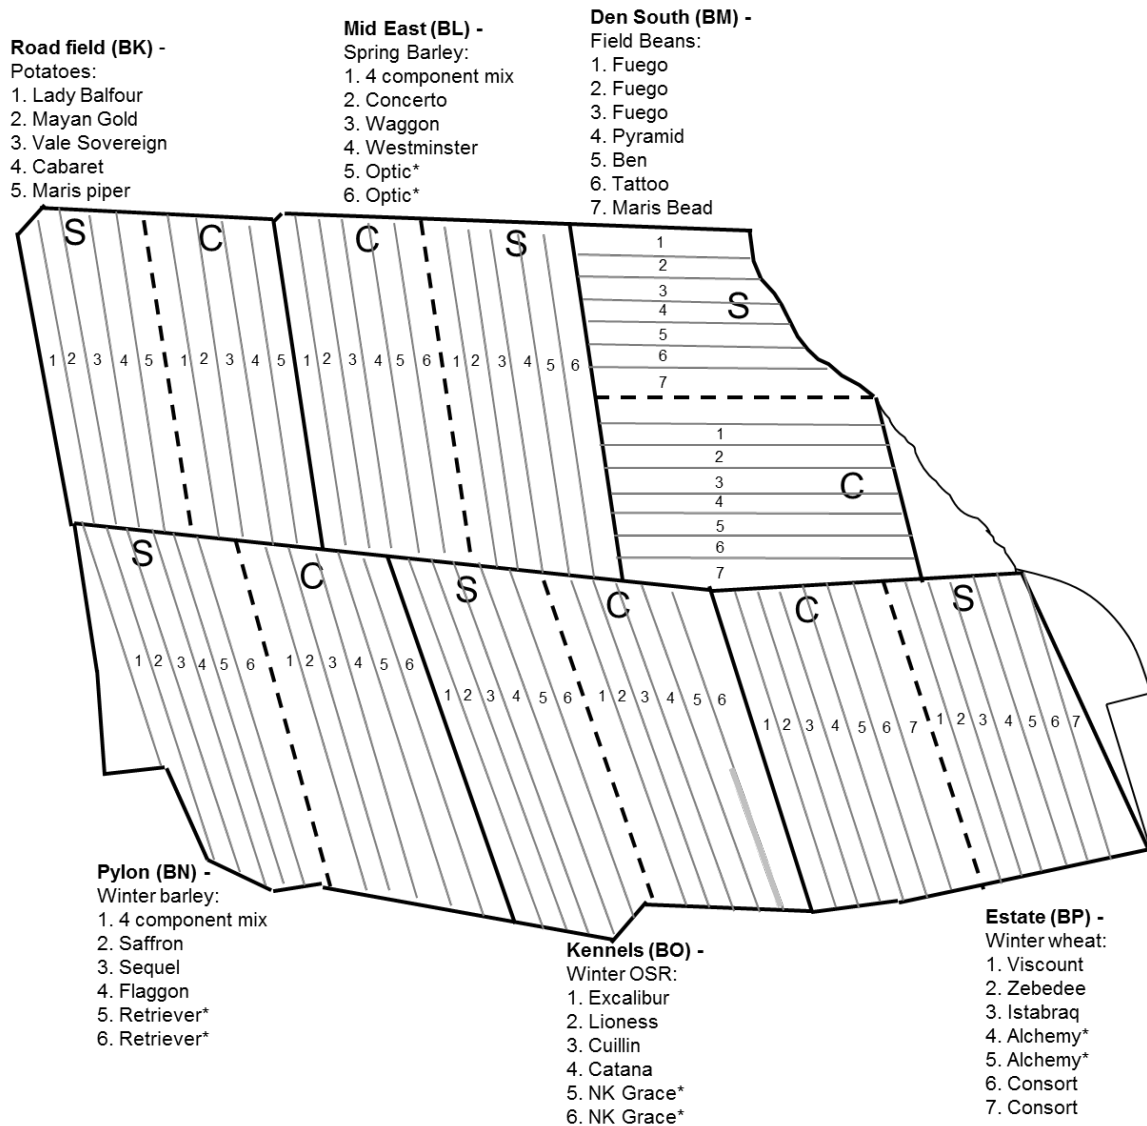 Road field (BK) -
Potatoes:
1. Lady Balfour
2. Mayan Gold
3. Vale Sovereign
4. Cabaret
5. Maris piper
Mid East (BL) -
Spring Barley:
1. 4 component mix
2. Concerto
3. Waggon
4. Westminster
5. Optic*
6. Optic*
Den South (BM) -
Field Beans:
1. Fuego
2. Fuego
3. Fuego
4. Pyramid
5. Ben
6. Tattoo
7. Maris Bead
S
C
1 2 3 4 5
1 2 3 4 5
C
S
1 2 3 4 5 6
1 2 3 4 5 6
S
1
2
3
4
5
6
7
C
1
2
3
4
5
6
7
S
C
1 2 3 4 5 6
1 2 3 4 5 6
S
C
1 2 3 4 5 6
1 2 3 4 5 6
C
S
1 2 3 4 5 6 7
1 2 3 4 5 6 7
Pylon (BN) -
Winter barley:
1. 4 component mix
2. Saffron
3. Sequel
4. Flaggon
5. Retriever*
6. Retriever*
Kennels (BO) -
Winter OSR:
1. Excalibur
2. Lioness
3. Cuillin
4. Catana
5. NK Grace*
6. NK Grace*
Estate (BP) -
Winter wheat:
1. Viscount
2. Zebedee
3. Istabraq
4. Alchemy*
5. Alchemy*
6. Consort
7. Consort